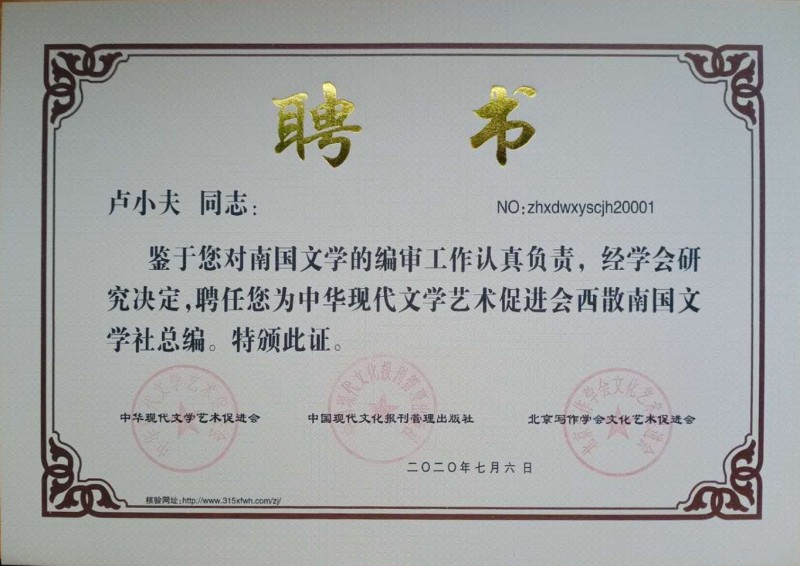 聘 书
卢小夫 同志：
NO:zhxdwxyscjh20001
鉴于您对南国文学的编审工作认真负责，经学会研
究决定，聘任您为中华现代文学艺术促进会西散南国文
学社总编。特颁此证。
中华现代文学艺术促进会
中国现代文化报刊管理出版社
北京写作学会文化艺术促进会
二〇二〇年七月六日
核验网址:http://www.315xfwh.com/zj/